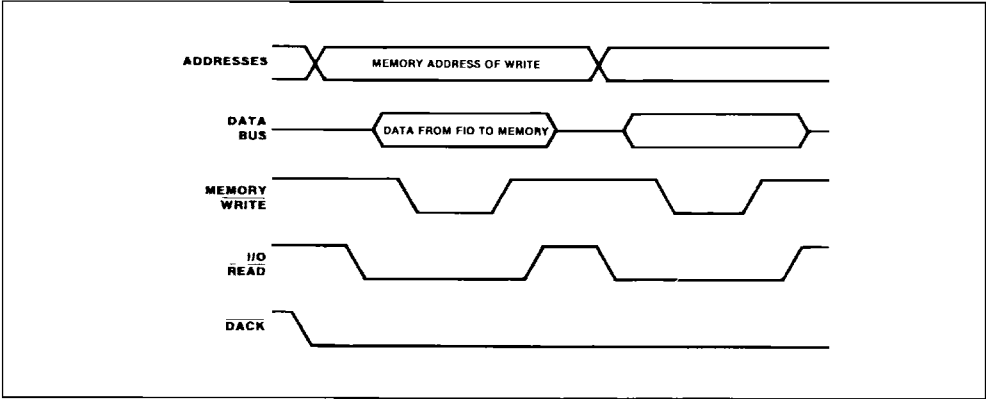 ADDRESSES
MEMORY ADDRESS OF WRITE
DATA
BUS
DATA FROM FIO TO MEMORY
MEMORY
WRITE
I/O
READ
DACK